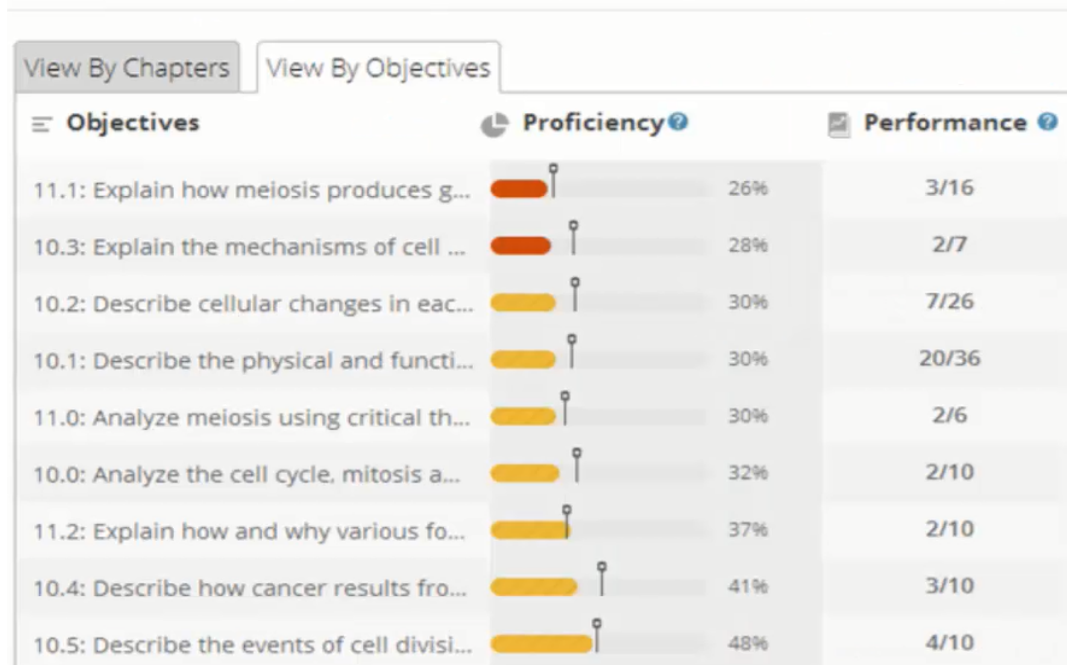 View By Chapters View By Objectives
Objectives Proficiency ? Performance ?
11.1: Explain how meiosis produces g... 26% 3/16
10.3: Explain the mechanisms of cell ... 28% 2/7
10.2: Describe cellular changes in eac... 30% 7/26
10.1: Describe the physical and functi... 30% 20/36
11.0: Analyze meiosis using critical th... 30% 2/6
10.0: Analyze the cell cycle, mitosis a... 32% 2/10
11.2: Explain how and why various fo... 37% 2/10
10.4: Describe how cancer results fro... 41% 3/10
10.5: Describe the events of cell divisi... 48% 4/10